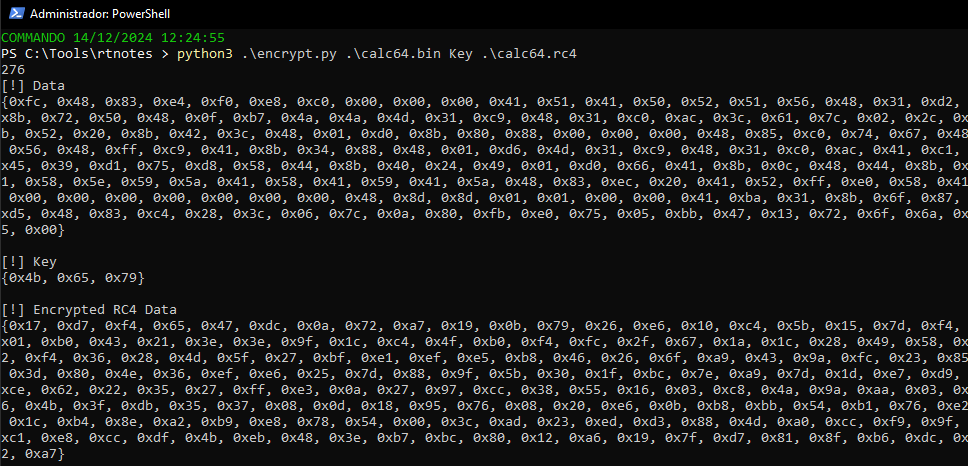 Administrador: PowerShell
COMMANDO 14/12/2024 12:24:55
PS C:\Tools\rtnotes > python3 .\encrypt.py .\calc64.bin Key .\calc64.rc4
276
[!] Data
{0xfc, 0x48, 0x83, 0xe4, 0xf0, 0xe8, 0xc0, 0x00, 0x00, 0x00, 0x41, 0x51, 0x41, 0x50, 0x52, 0x51, 0x56, 0x48, 0x31, 0xd2,
x8b, 0x72, 0x50, 0x48, 0x0f, 0xb7, 0x4a, 0x4a, 0x4d, 0x31, 0xc9, 0x48, 0x31, 0xc0, 0xac, 0x3c, 0x61, 0x7c, 0x02, 0x2c,
b, 0x52, 0x20, 0x8b, 0x42, 0x3c, 0x48, 0x01, 0xd0, 0x8b, 0x80, 0x88, 0x00, 0x00, 0x00, 0x48, 0x85, 0xc0, 0x74, 0x67, 0x48
0x56, 0x48, 0xff, 0xc9, 0x41, 0x8b, 0x34, 0x88, 0x48, 0x01, 0xd6, 0x4d, 0x31, 0xc9, 0x48, 0x31, 0xc0, 0xac, 0x41, 0xc1,
x45, 0x39, 0xd1, 0x75, 0xd8, 0x58, 0x44, 0x8b, 0x40, 0x24, 0x49, 0x01, 0xd0, 0x66, 0x41, 0x8b, 0x0c, 0x48, 0x44, 0x8b,
1, 0x58, 0x5e, 0x59, 0x5a, 0x41, 0x58, 0x41, 0x59, 0x41, 0x5a, 0x48, 0x83, 0xec, 0x20, 0x41, 0x52, 0xff, 0xe0, 0x58, 0x41
0x00, 0x00, 0x00, 0x00, 0x00, 0x00, 0x00, 0x48, 0x8d, 0x8d, 0x01, 0x01, 0x00, 0x00, 0x41, 0xba, 0x31, 0x8b, 0x6f, 0x87,
xd5, 0x48, 0x83, 0xc4, 0x28, 0x3c, 0x06, 0x7c, 0x0a, 0x80, 0xfb, 0xe0, 0x75, 0x05, 0xbb, 0x47, 0x13, 0x72, 0x6f, 0x6a, 0x
5, 0x00}
[!] Key
{0x4b, 0x65, 0x79}
[!] Encrypted RC4 Data
{0x17, 0xd7, 0xf4, 0x65, 0x47, 0xdc, 0x0a, 0x72, 0xa7, 0x19, 0x0b, 0x79, 0x26, 0xe6, 0x10, 0xc4, 0x5b, 0x15, 0x7d, 0xf4,
x01, 0xb0, 0x43, 0x21, 0x3e, 0x3e, 0x9f, 0x1c, 0xc4, 0x4f, 0xb0, 0xf4, 0xfc, 0x2f, 0x67, 0x1a, 0x1c, 0x28, 0x49, 0x58, 0x
2, 0xf4, 0x36, 0x28, 0x4d, 0x5f, 0x27, 0xbf, 0xe1, 0xef, 0xe5, 0xb8, 0x46, 0x26, 0x6f, 0xa9, 0x43, 0x9a, 0xfc, 0x23, 0x85
0x3d, 0x80, 0x4e, 0x36, 0xef, 0xe6, 0x25, 0x7d, 0x88, 0x9f, 0x5b, 0x30, 0x1f, 0xbc, 0x7e, 0xa9, 0x7d, 0x1d, 0xe7, 0xd9,
xce, 0x62, 0x22, 0x35, 0x27, 0xff, 0xe3, 0x0a, 0x27, 0x97, 0xcc, 0x38, 0x55, 0x16, 0x03, 0xc8, 0x4a, 0x9a, 0xaa, 0x03, 0x
6, 0x4b, 0x3f, 0xdb, 0x35, 0x37, 0x08, 0x0d, 0x18, 0x95, 0x76, 0x08, 0x20, 0xe6, 0x0b, 0xb8, 0xbb, 0x54, 0xb1, 0x76, 0xe2
0x1c, 0xb4, 0x8e, 0xa2, 0xb9, 0xe8, 0x78, 0x54, 0x00, 0x3c, 0xad, 0x23, 0xed, 0xd3, 0x88, 0x4d, 0xa0, 0xcc, 0xf9, 0x9f,
xc1, 0xe8, 0xcc, 0xdf, 0x4b, 0xeb, 0x48, 0x3e, 0xb7, 0xbc, 0x80, 0x12, 0xa6, 0x19, 0x7f, 0xd7, 0x81, 0x8f, 0xb6, 0xdc, 0x
2, 0xa7}